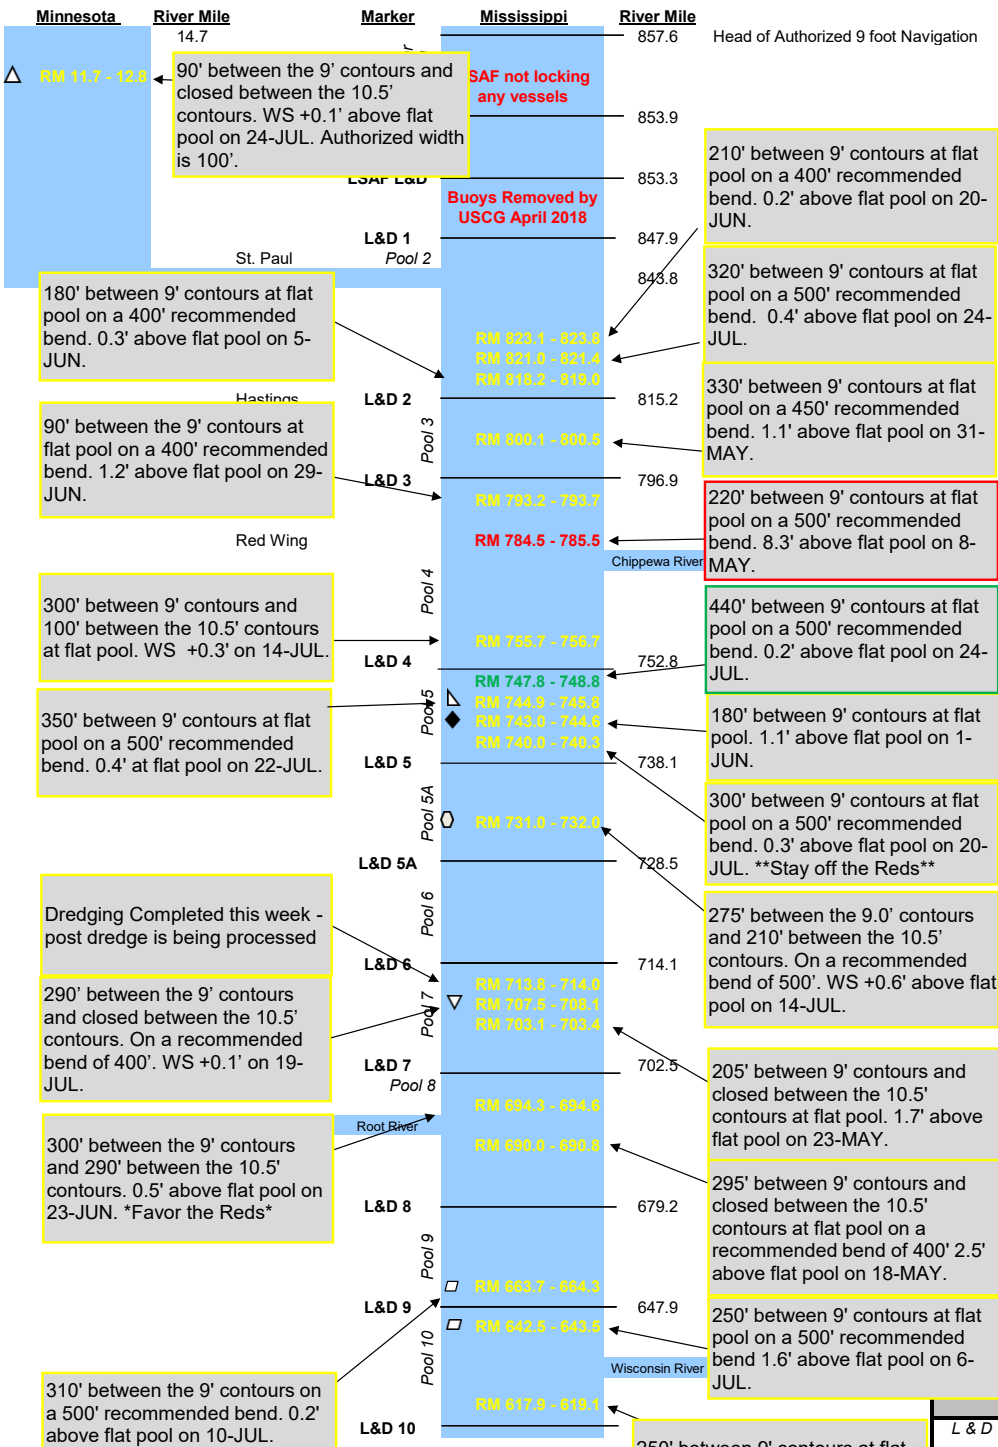 Minnesota River Mile Marker Mississippi River Mile
14.7 857.6 Head of Authorized 9 foot Navigation
RM 11.7 - 12.8
90' between the 9' contours and
closed between the 10.5'
contours. WS +0.1' above flat
pool on 24-JUL. Authorized width
is 100'.
SAF not locking
any vessels
853.9
LSAF L&D 853.3
Buoys Removed by
USCG April 2018
L&D 1 847.9
St. Paul Pool 2
843.8
210' between 9' contours at flat
pool on a 400' recommended
bend. 0.2' above flat pool on 20-
JUN.
180' between 9' contours at flat
pool on a 400' recommended
bend. 0.3' above flat pool on 5-
JUN.
320' between 9' contours at flat
pool on a 500' recommended
bend. 0.4' above flat pool on 24-
JUL.
RM 823.1 - 823.8
RM 821.0 - 821.4
RM 818.2 - 819.0
Hastings L&D 2 815.2
330' between 9' contours at flat
pool on a 450' recommended
bend. 1.1' above flat pool on 31-
MAY.
90' between the 9' contours at
flat pool on a 400' recommended
bend. 1.2' above flat pool on 29-
JUN.
Pool 3
RM 800.1 - 800.5
L&D 3 796.9
RM 793.2 - 793.7
220' between 9' contours at flat
pool on a 500' recommended
bend. 8.3' above flat pool on 8-
MAY.
Red Wing
RM 784.5 - 785.5
Chippewa River
Pool 4
300' between 9' contours and
100' between the 10.5' contours
at flat pool. WS +0.3' on 14-JUL.
440' between 9' contours at flat
pool on a 500' recommended
bend. 0.2' above flat pool on 24-
JUL.
RM 755.7 - 756.7
L&D 4 752.8
RM 747.8 - 748.8
Pool 5
RM 744.9 - 745.8
RM 743.0 - 744.6
RM 740.0 - 740.3
350' between 9' contours at flat
pool on a 500' recommended
bend. 0.4' at flat pool on 22-JUL.
180' between 9' contours at flat
pool. 1.1' above flat pool on 1-
JUN.
L&D 5 738.1
300' between 9' contours at flat
pool on a 500' recommended
bend. 0.3' above flat pool on 20-
JUL. **Stay off the Reds**
Pool 5A
RM 731.0 - 732.0
L&D 5A 728.5
275' between the 9.0' contours
and 210' between the 10.5'
contours. On a recommended
bend of 500'. WS +0.6' above flat
pool on 14-JUL.
Pool 6
Dredging Completed this week -
post dredge is being processed
L&D 6 714.1
RM 713.8 - 714.0
Pool 7
RM 707.5 - 708.1
RM 703.1 - 703.4
290' between the 9' contours
and closed between the 10.5'
contours. On a recommended
bend of 400'. WS +0.1' on 19-
JUL.
L&D 7 702.5
Pool 8
205' between 9' contours and
closed between the 10.5'
contours at flat pool. 1.7' above
flat pool on 23-MAY.
RM 694.3 - 694.6
Root River
RM 690.0 - 690.8
300' between the 9' contours
and 290' between the 10.5'
contours. 0.5' above flat pool on
23-JUN. *Favor the Reds*
295' between 9' contours and
closed between the 10.5'
contours at flat pool on a
recommended bend of 400' 2.5'
above flat pool on 18-MAY.
L&D 8 679.2
Pool 9
RM 663.7 - 664.3
L&D 9 647.9
RM 642.5 - 643.5
250' between 9' contours at flat
pool on a 500' recommended
bend 1.6' above flat pool on 6-
JUL.
Pool 10
Wisconsin River
310' between the 9' contours on
a 500' recommended bend. 0.2'
above flat pool on 10-JUL.
RM 617.9 - 619.1
L&D 10
250' between 9' contours at flat
L & D